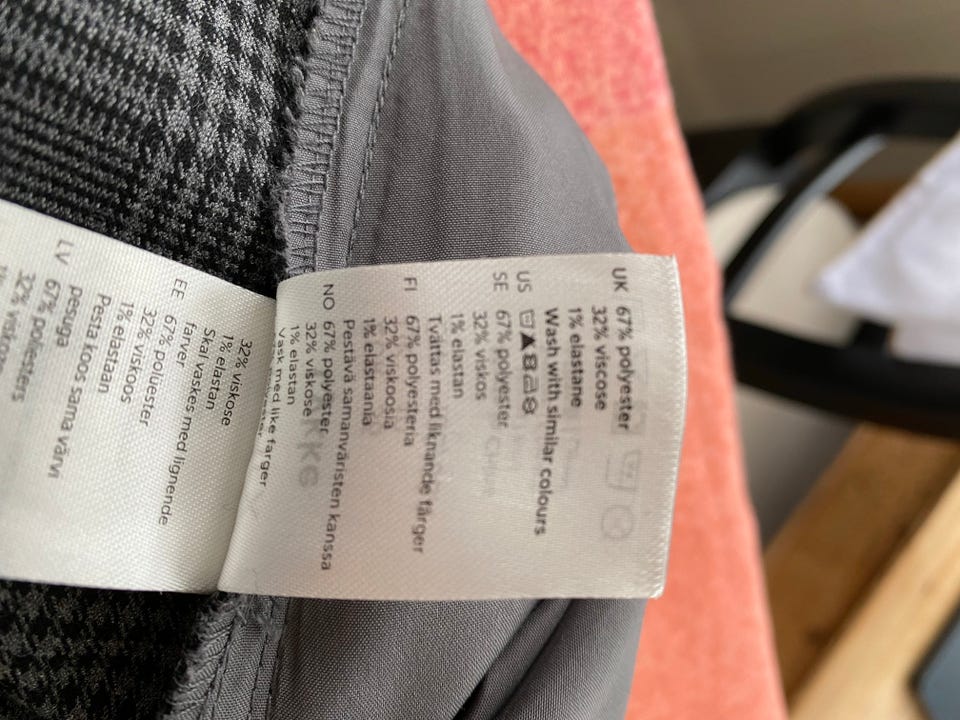 UK 67% polyester
32% viscose
1% elastane
Wash with similar colours
US
SE 67% polyester
32% viskos
1% elastan
Tvättas med liknande färger
FI 67% polyesteria
32% viskoosia
1% elastaania
Pestävä samanväristen kanssa
NO 67% polyester
32% viskose
1% elastan
Vask med like farger
32% viskose
1% elastan
Skal vaskes med lignende
farver
EE 67% polüester
32% viskoos
1% elastaan
Pesta koos sama värvi
pesuga
LV 67% poliesters
32%